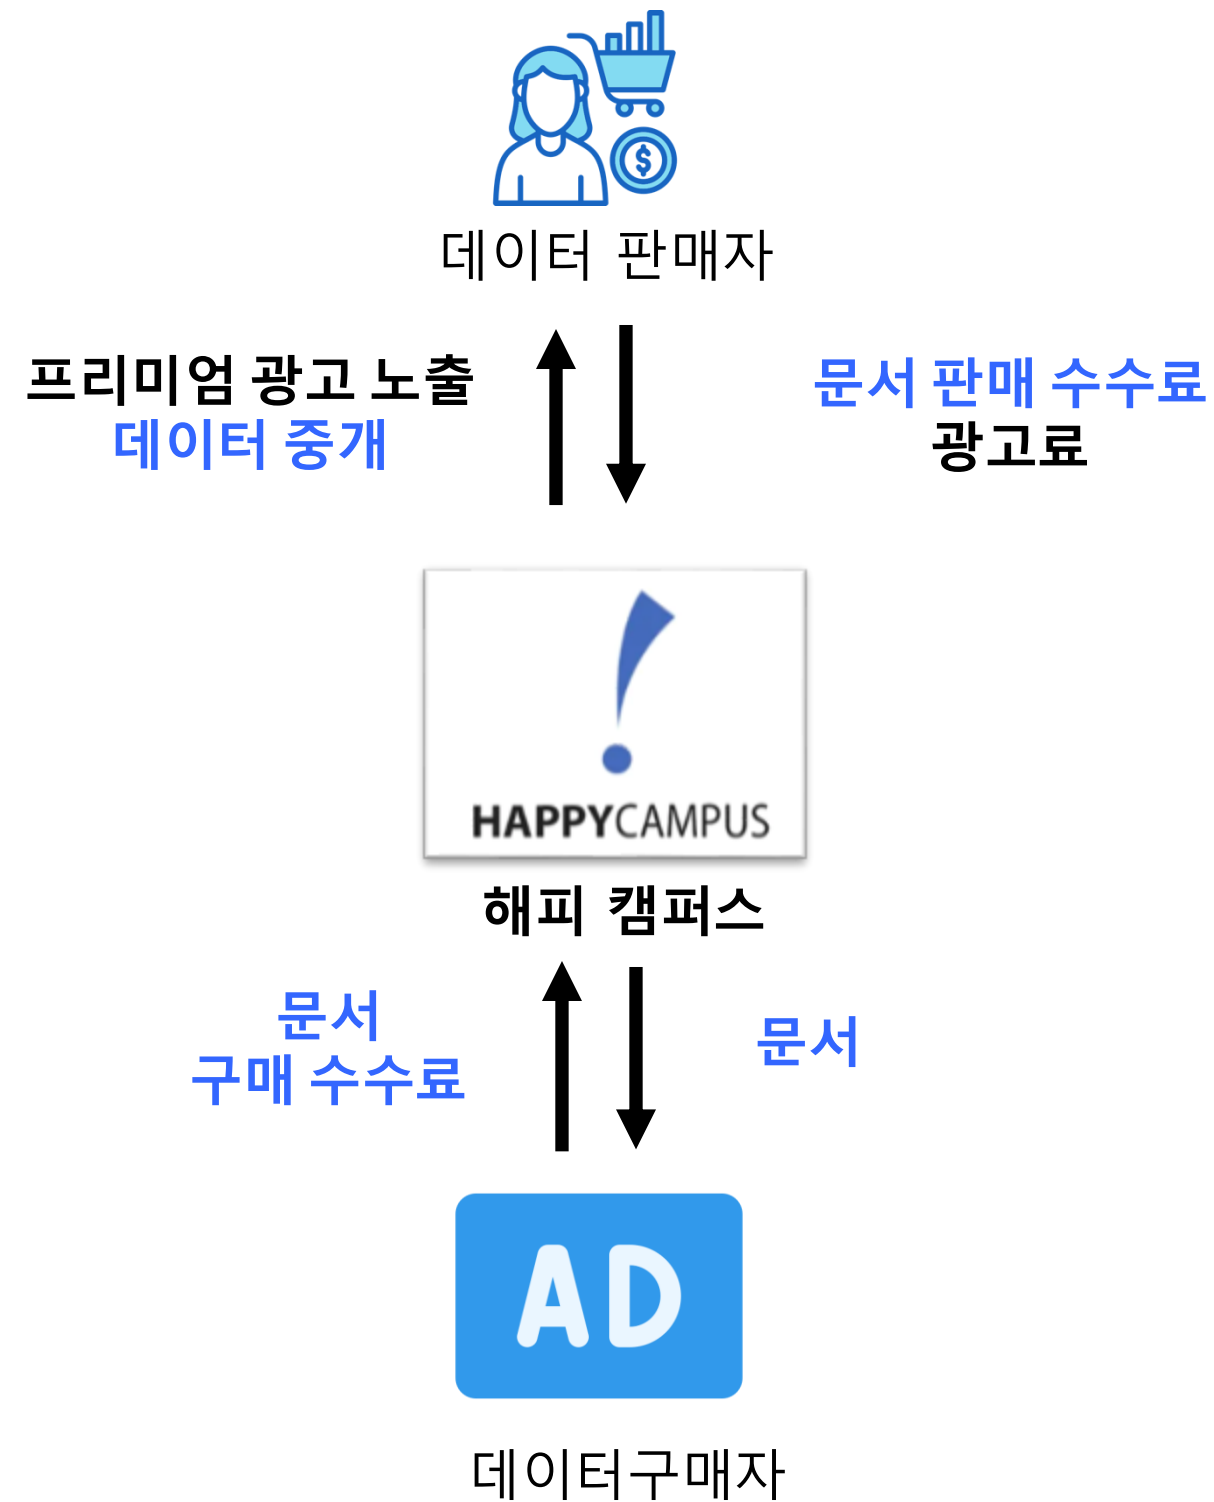 $
데이터 판매자
프리미엄 광고 노출
데이터 중개
문서 판매 수수료
광고료
HAPPYCAMPUS
해피 캠퍼스
문서
구매 수수료
문서
AD
데이터구매자